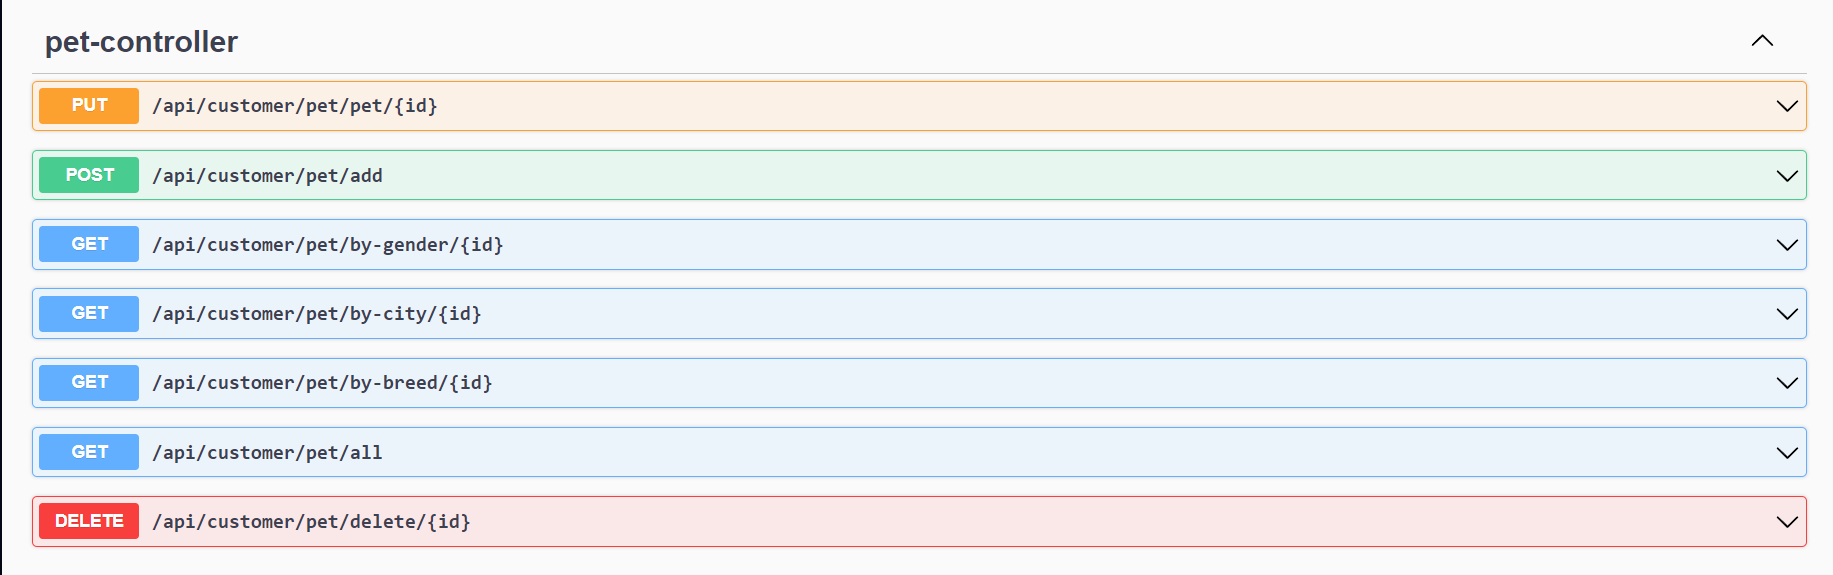 pet-controller
PUT /api/customer/pet/pet/{id}
POST /api/customer/pet/add
GET /api/customer/pet/by-gender/{id}
GET /api/customer/pet/by-city/{id}
GET /api/customer/pet/by-breed/{id}
GET /api/customer/pet/all
DELETE /api/customer/pet/delete/{id}